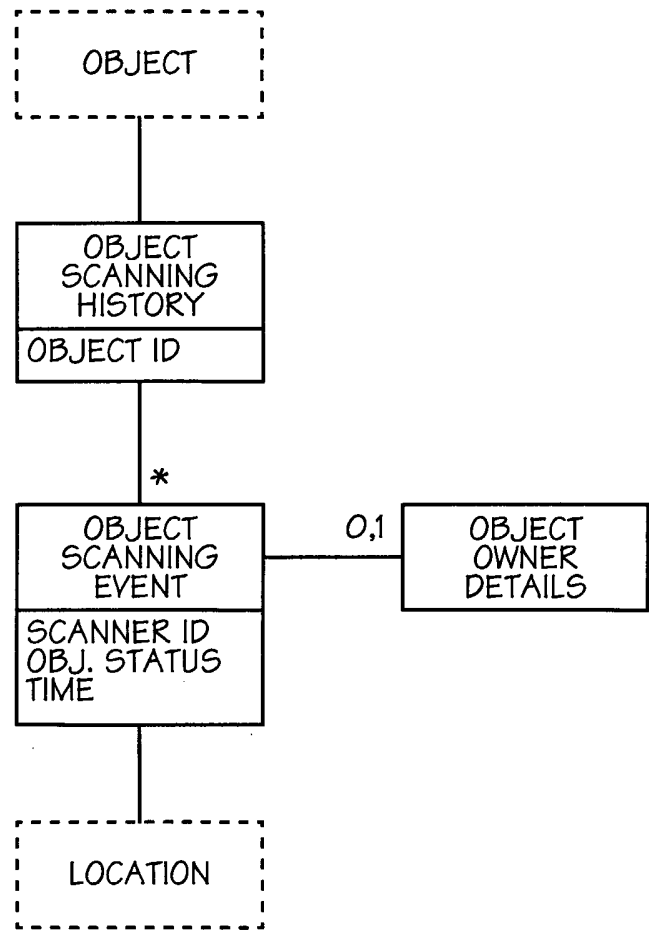 OBJECT
OBJECT
SCANNING
HISTORY
OBJECT ID
*
OBJECT
SCANNING
EVENT
0,1
OBJECT
OWNER
DETAILS
SCANNER ID
OBJ. STATUS
TIME
LOCATION